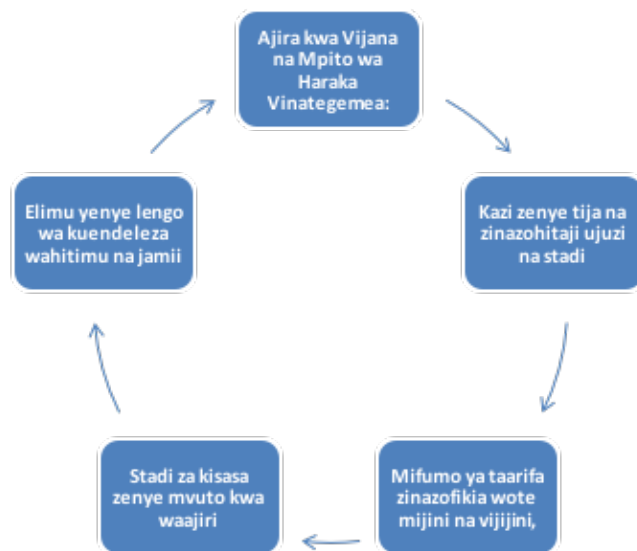 Ajira kwa Vijana
na Mpito wa
Haraka
Vinategemea:
Kazi zenye tija na
zinazohitaji ujuzi
na stadi
Mifumo ya taarifa
zinazofikia wote
mijini na vijijini,
Stadi za kisasa
zenye mvuto kwa
waajiri
Elimu yenye lengo
wa kuendeleza
wahitimu na jamii